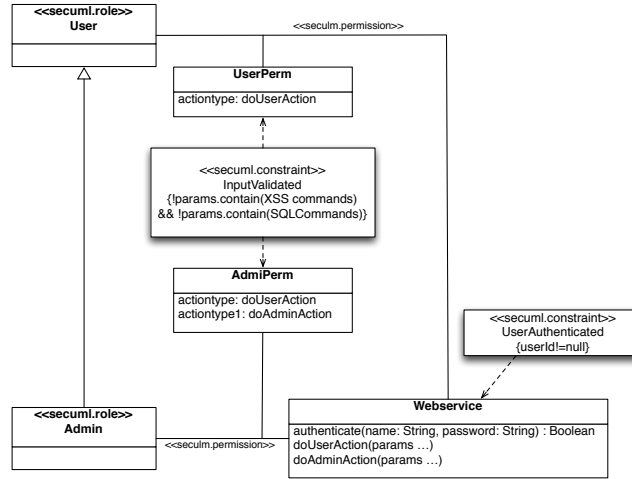 <<secuml.role>>
User
<<seculm.permission>>
UserPerm
actiontype: doUserAction
<<secuml.constraint>>
InputValidated
{!params.contain(XSS commands)
&& !params.contain(SQLCommands)}
AdmiPerm
actiontype: doUserAction
actiontype1: doAdminAction
<<secuml.constraint>>
UserAuthenticated
{userId!=null}
<<secuml.role>>
Admin
<<seculm.permission>>
Webservice
authenticate(name: String, password: String) : Boolean
doUserAction(params ...)
doAdminAction(params ...)